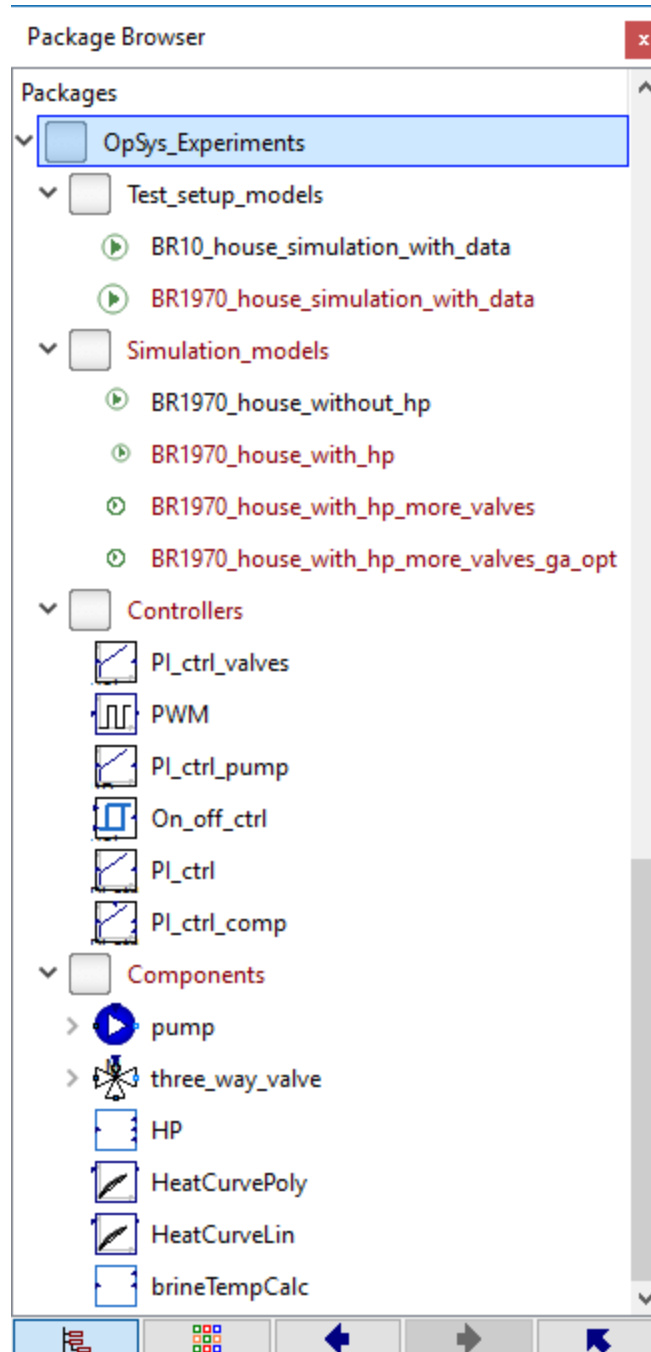 Package Browser
x
Packages
OpSys_Experiments
Test_setup_models
BR10_house_simulation_with_data
BR1970_house_simulation_with_data
Simulation_models
BR1970_house_without_hp
BR1970_house_with_hp
BR1970_house_with_hp_more_valves
BR1970_house_with_hp_more_valves_ga_opt
Controllers
PI_ctrl_valves
PWM
PI_ctrl_pump
On_off_ctrl
PI_ctrl
PI_ctrl_comp
Components
pump
three_way_valve
HP
HeatCurvePoly
HeatCurveLin
brineTempCalc